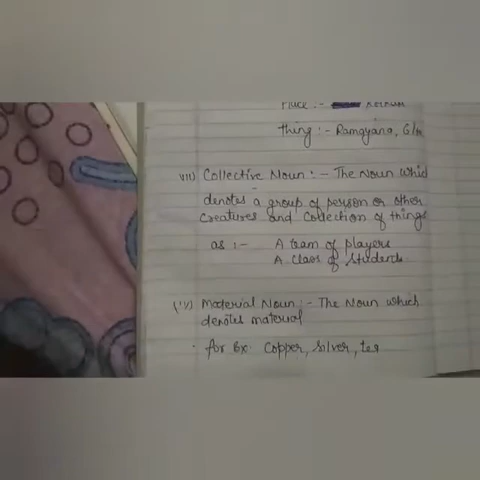 Place :-
Thing :- Ramayana,
VII) Collective Noun :- The Noun which
denotes a group of person or other
Creatures and Collection of things
as :- A team of players
A Class of Students
(IV) Material Noun :- The Noun which
denotes material
for Ex: Copper, Silver, tea